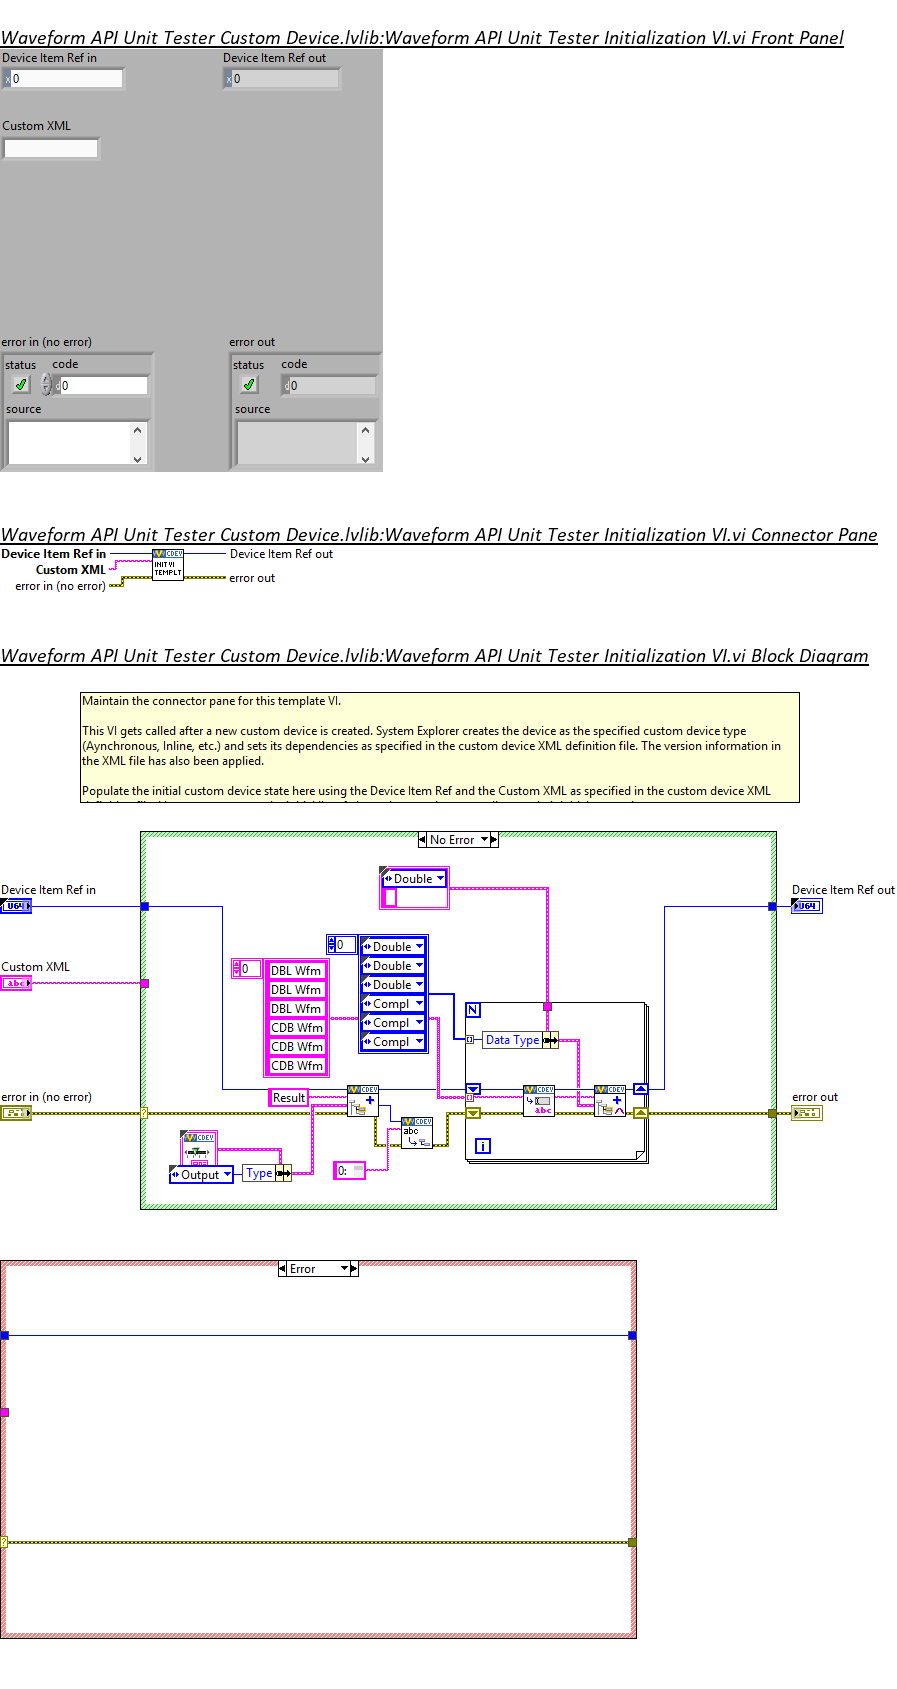 Waveform API Unit Tester Custom Device.lvlib:Waveform API Unit Tester Initialization VI.vi Front Panel
Device Item Ref in
Device Item Ref out
x 0
x 0
Custom XML
error in (no error)
error out
status
code
status
code
d 0
d 0
source
source
Waveform API Unit Tester Custom Device.lvlib:Waveform API Unit Tester Initialization VI.vi Connector Pane
Device Item Ref in
Device Item Ref out
Custom XML
error in (no error)
error out
CDEV
INIT VI
TEMPLT
Waveform API Unit Tester Custom Device.lvlib:Waveform API Unit Tester Initialization VI.vi Block Diagram
Maintain the connector pane for this template VI.
This VI gets called after a new custom device is created. System Explorer creates the device as the specified custom device type
(Aynchronous, Inline, etc.) and sets its dependencies as specified in the custom device XML definition file. The version information in
the XML file has also been applied.
Populate the initial custom device state here using the Device Item Ref and the Custom XML as specified in the custom device XML
No Error
Double
Device Item Ref in
U64
Device Item Ref out
U64
0
Double
Double
Double
Compl
Compl
Compl
Custom XML
abc
0
DBL Wfm
DBL Wfm
DBL Wfm
CDB Wfm
CDB Wfm
CDB Wfm
N
Data Type
error in (no error)
error out
Result
CDEV
CDEV
abc
CDEV
CDEV
abc
CDEV
i
Output
Type
0:
Error